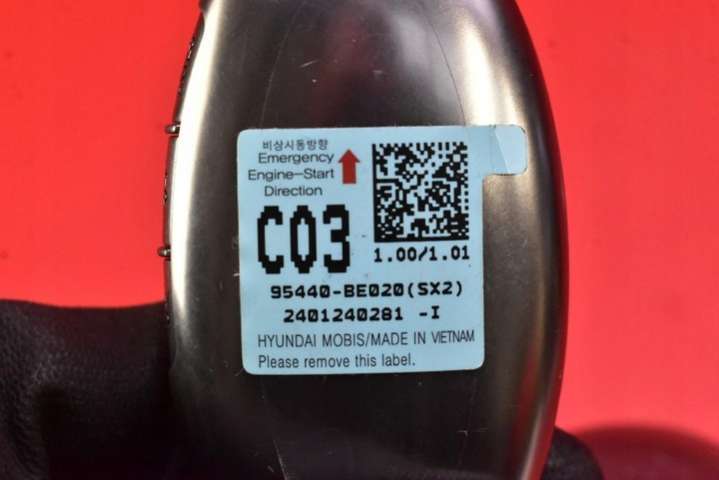 비상시동방향
Emergency
Engine-Start
Direction
C03
1.00/1.01
95440-BE020(SX2)
2401240281 -I
HYUNDAI MOBIS/MADE IN VIETNAM
Please remove this label.